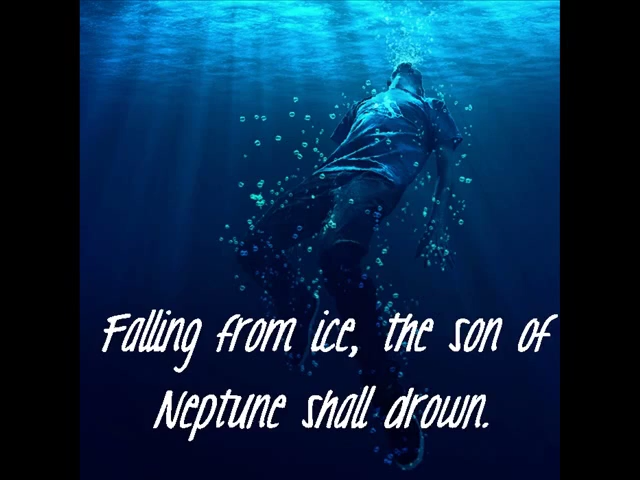 Falling from ice, the son of
Neptune shall drown.